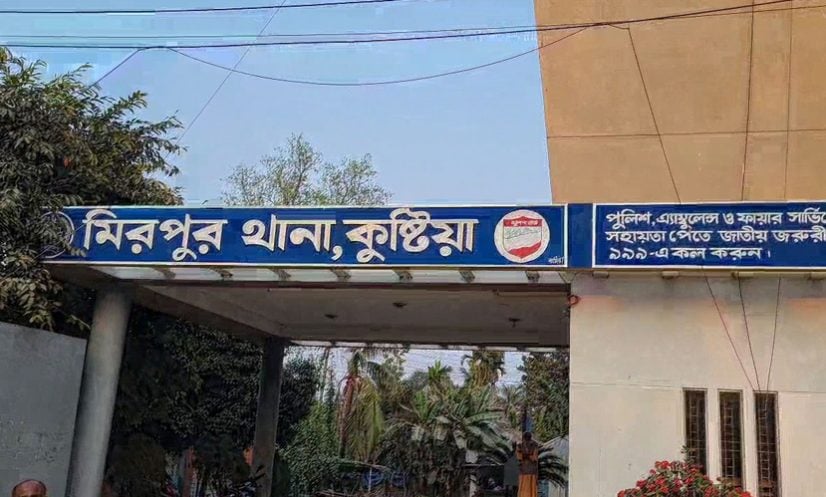 মিরপুর থানা, কুষ্টিয়া
পুলিশ, এ্যাম্বুলেন্স ও ফায়ার সার্ভি
সহায়তা পেতে জাতীয় জরুরী
৯৯৯-এ কল করুন।